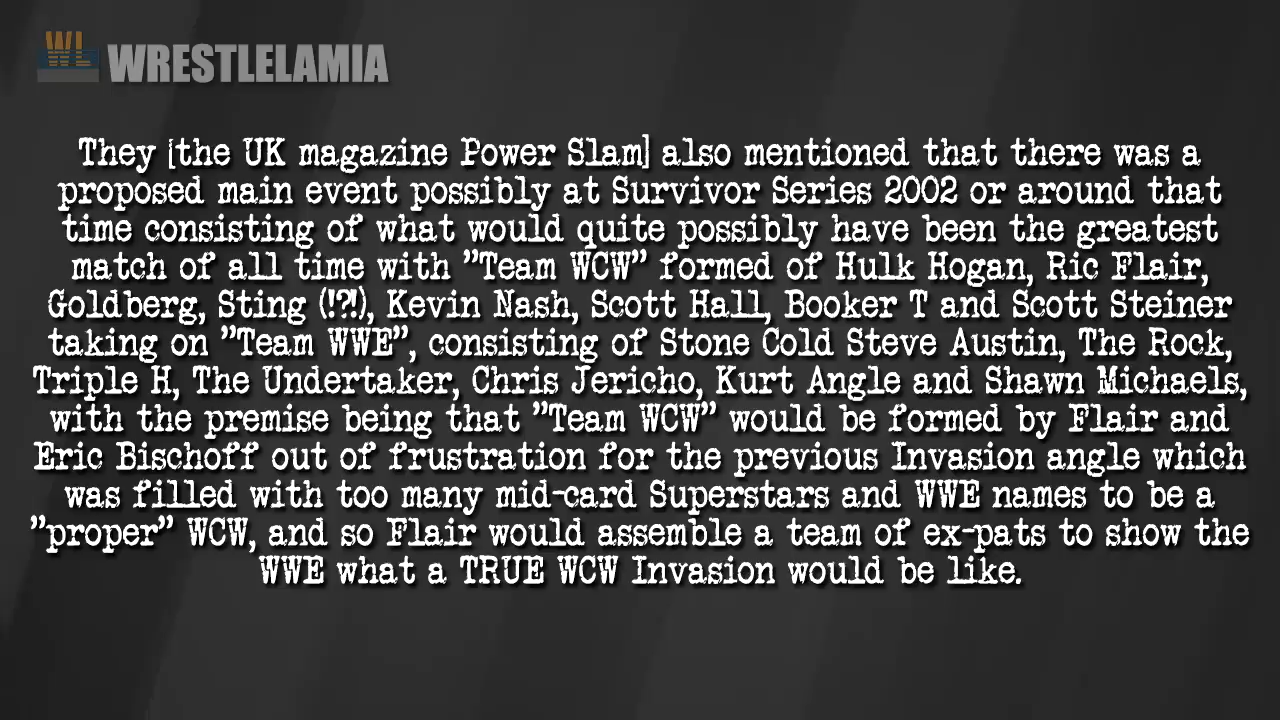 WL WRESTLELAMIA
They [the UK magazine Power Slam] also mentioned that there was a
proposed main event possibly at Survivor Series 2002 or around that
time consisting of what would quite possibly have been the greatest
match of all time with "Team WCW" formed of Hulk Hogan, Ric Flair,
Goldberg, Sting (!?!), Kevin Nash, Scott Hall, Booker T and Scott Steiner
taking on "Team WWE", consisting of Stone Cold Steve Austin, The Rock,
Triple H, The Undertaker, Chris Jericho, Kurt Angle and Shawn Michaels,
with the premise being that "Team WCW" would be formed by Flair and
Eric Bischoff out of frustration for the previous Invasion angle which
was filled with too many mid-card Superstars and WWE names to be a
"proper" WCW, and so Flair would assemble a team of ex-pats to show the
WWE what a TRUE WCW Invasion would be like.